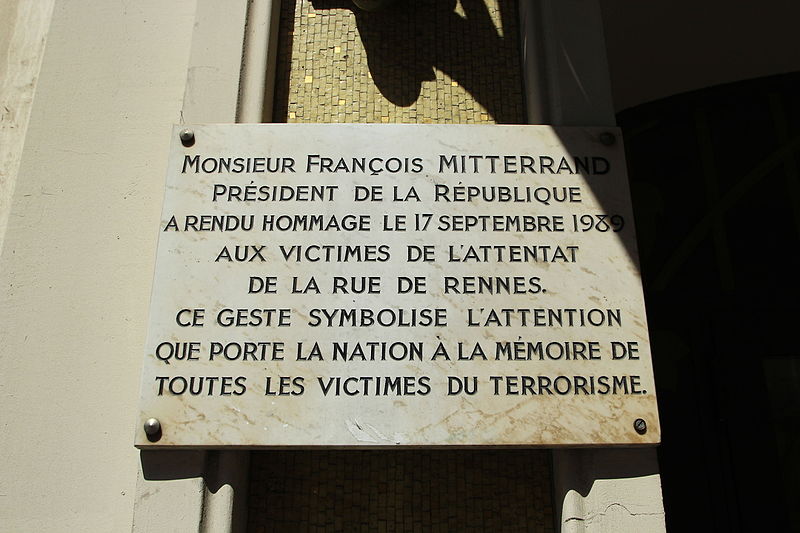 MONSIEUR FRANÇOIS MITTERRAND
PRÉSIDENT DE LA RÉPUBLIQUE
A RENDU HOMMAGE LE 17 SEPTEMBRE 1989
AUX VICTIMES DE L'ATTENTAT
DE LA RUE DE RENNES.
CE GESTE SYMBOLISE L'ATTENTION
QUE PORTE LA NATION À LA MÉMOIRE DE
TOUTES LES VICTIMES DU TERRORISME.